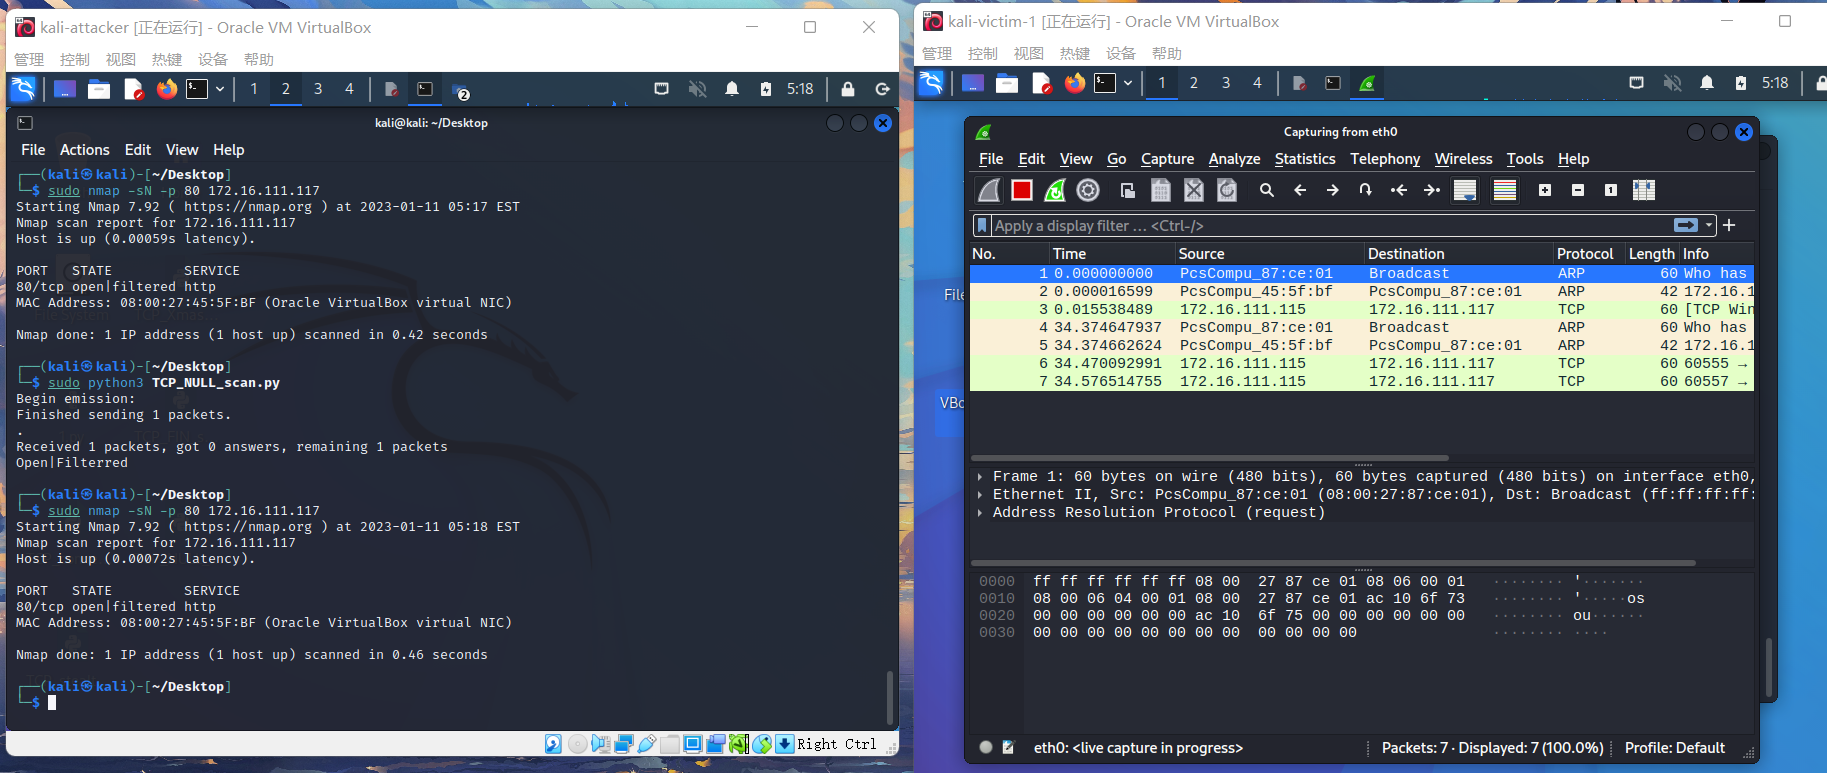 kali-attacker [正在运行] - Oracle VM VirtualBox
管理 控制 视图 热键 设备 帮助
1 2 3 4 2 5:18
kali@kali: ~/Desktop
File Actions Edit View Help
┌──(kali㉿kali)-[~/Desktop]
└─$ sudo nmap -sN -p 80 172.16.111.117
Starting Nmap 7.92 ( https://nmap.org ) at 2023-01-11 05:17 EST
Nmap scan report for 172.16.111.117
Host is up (0.00059s latency).
PORT STATE SERVICE
80/tcp open|filtered http
MAC Address: 08:00:27:45:5F:BF (Oracle VirtualBox virtual NIC)
Nmap done: 1 IP address (1 host up) scanned in 0.42 seconds
┌──(kali㉿kali)-[~/Desktop]
└─$ sudo python3 TCP_NULL_scan.py
Begin emission:
Finished sending 1 packets.
.
Received 1 packets, got 0 answers, remaining 1 packets
Open|Filterred
┌──(kali㉿kali)-[~/Desktop]
└─$ sudo nmap -sN -p 80 172.16.111.117
Starting Nmap 7.92 ( https://nmap.org ) at 2023-01-11 05:18 EST
Nmap scan report for 172.16.111.117
Host is up (0.00072s latency).
PORT STATE SERVICE
80/tcp open|filtered http
MAC Address: 08:00:27:45:5F:BF (Oracle VirtualBox virtual NIC)
Nmap done: 1 IP address (1 host up) scanned in 0.46 seconds
┌──(kali㉿kali)-[~/Desktop]
└─$
Right Ctrl
kali-victim-1 [正在运行] - Oracle VM VirtualBox
管理 控制 视图 热键 设备 帮助
1 2 3 4 5:18
Capturing from eth0
File Edit View Go Capture Analyze Statistics Telephony Wireless Tools Help
Apply a display filter ... <Ctrl-/>
No. Time Source Destination Protocol Length Info
1 0.000000000 PcsCompu_87:ce:01 Broadcast ARP 60 Who has
2 0.000016599 PcsCompu_45:5f:bf PcsCompu_87:ce:01 ARP 42 172.16.1
3 0.015538489 172.16.111.115 172.16.111.117 TCP 60 [TCP Win
4 34.374647937 PcsCompu_87:ce:01 Broadcast ARP 60 Who has
5 34.374662624 PcsCompu_45:5f:bf PcsCompu_87:ce:01 ARP 42 172.16.1
6 34.470092991 172.16.111.115 172.16.111.117 TCP 60 60555 →
7 34.576514755 172.16.111.115 172.16.111.117 TCP 60 60557 →
File
VBo
Frame 1: 60 bytes on wire (480 bits), 60 bytes captured (480 bits) on interface eth0,
Ethernet II, Src: PcsCompu_87:ce:01 (08:00:27:87:ce:01), Dst: Broadcast (ff:ff:ff:ff:
Address Resolution Protocol (request)
0000 ff ff ff ff ff ff 08 00 27 87 ce 01 08 06 00 01 ········ '·······
0010 08 00 06 04 00 01 08 00 27 87 ce 01 ac 10 6f 73 ········ '·····os
0020 00 00 00 00 00 00 ac 10 6f 75 00 00 00 00 00 00 ········ ou······
0030 00 00 00 00 00 00 00 00 00 00 00 00 ········ ····
eth0: <live capture in progress> Packets: 7 · Displayed: 7 (100.0%) Profile: Default